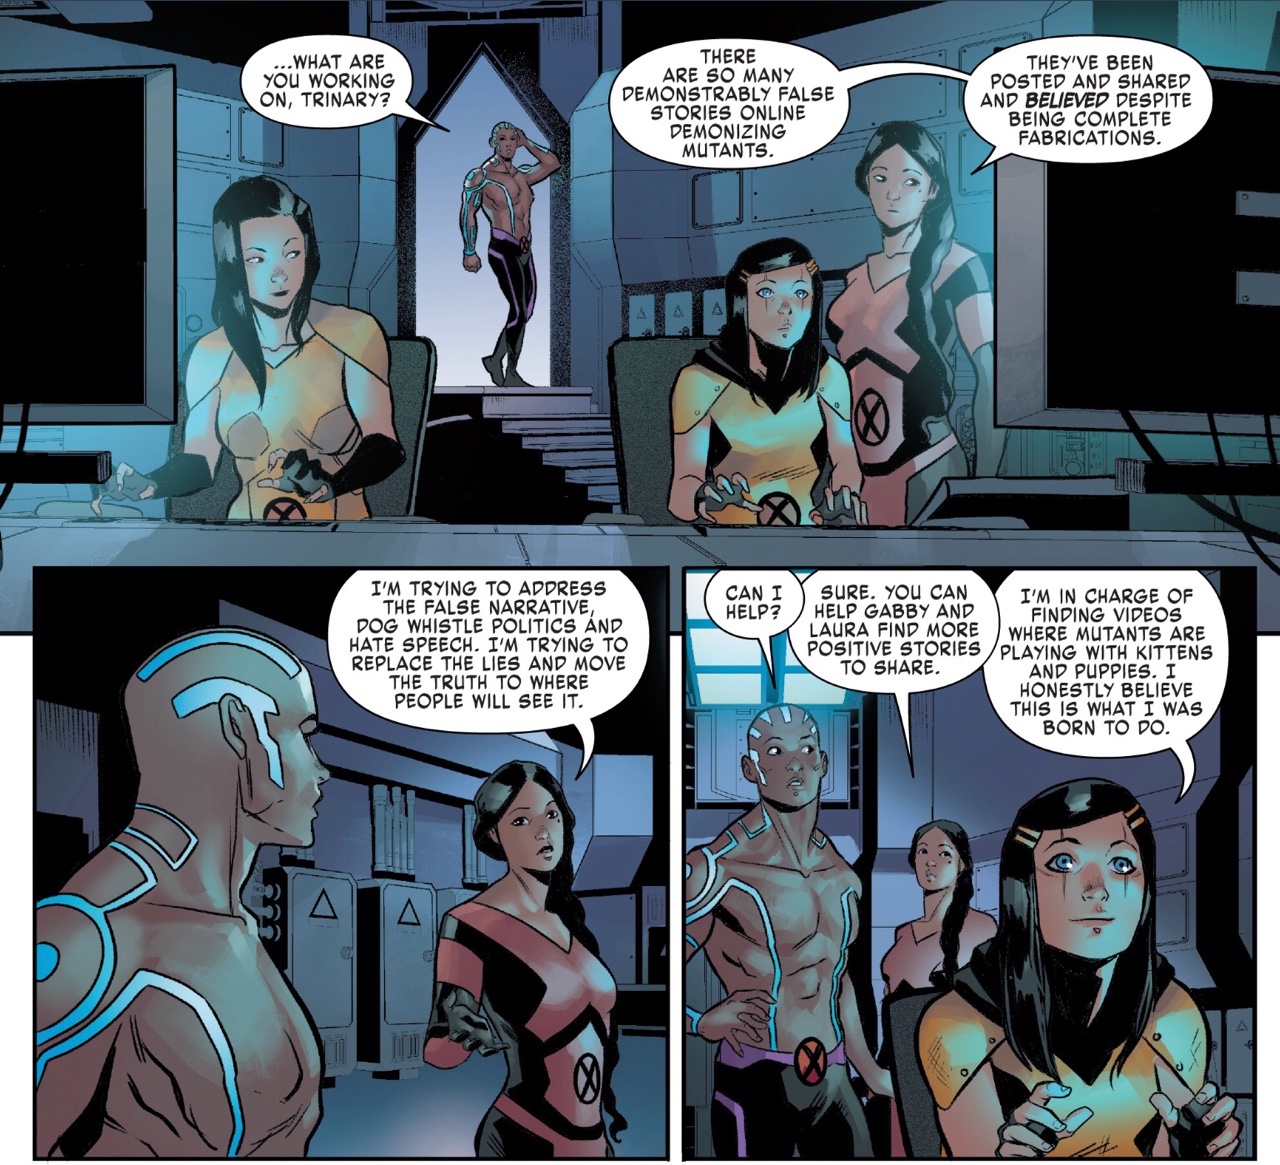 ...WHAT ARE
YOU WORKING
ON, TRINARY?
THERE
ARE SO MANY
DEMONSTRABLY FALSE
STORIES ONLINE
DEMONIZING
MUTANTS.
THEY'VE BEEN
POSTED AND SHARED
AND BELIEVED DESPITE
BEING COMPLETE
FABRICATIONS.
I'M TRYING TO ADDRESS
THE FALSE NARRATIVE,
DOG WHISTLE POLITICS AND
HATE SPEECH. I'M TRYING TO
REPLACE THE LIES AND MOVE
THE TRUTH TO WHERE
PEOPLE WILL SEE IT.
CAN I
HELP?
SURE. YOU CAN
HELP GABBY AND
LAURA FIND MORE
POSITIVE STORIES
TO SHARE.
I'M IN CHARGE OF
FINDING VIDEOS
WHERE MUTANTS ARE
PLAYING WITH KITTENS
AND PUPPIES. I
HONESTLY BELIEVE
THIS IS WHAT I WAS
BORN TO DO.